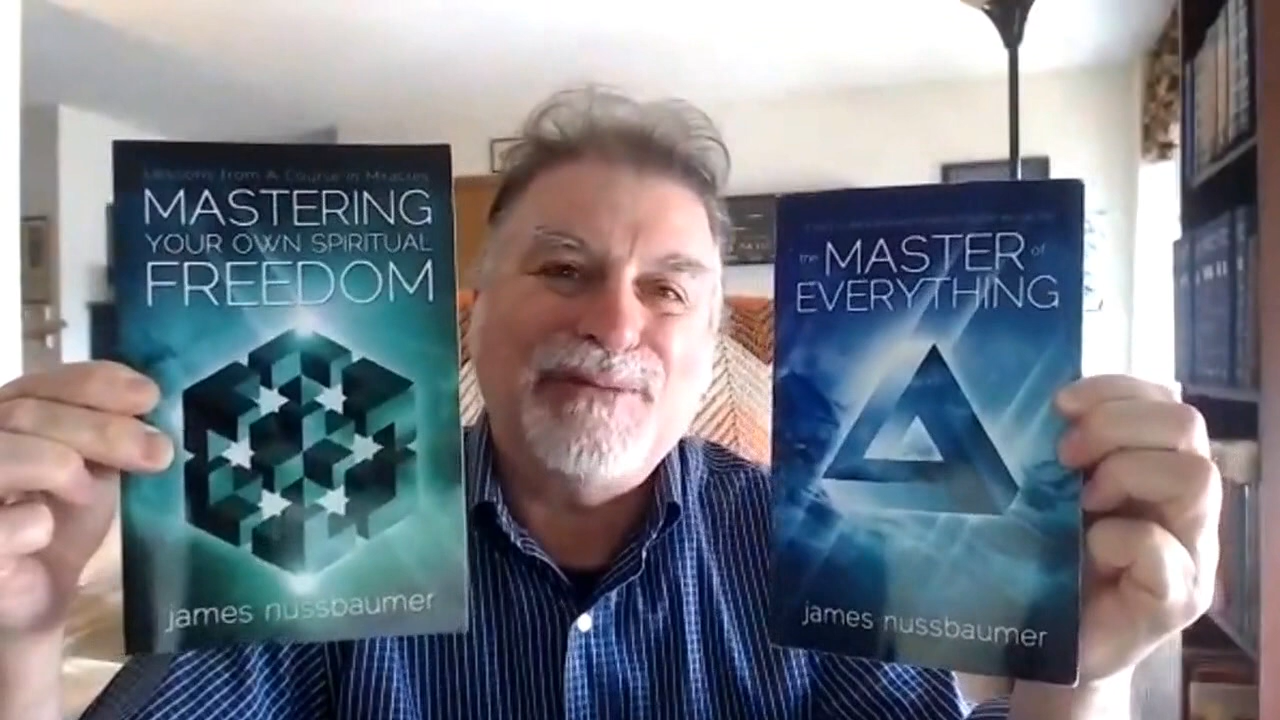 Lessons from A Course in Miracles
MASTERING
YOUR OWN SPIRITUAL
FREEDOM
james nussbaumer
the MASTER of
EVERYTHING
james nussbaumer